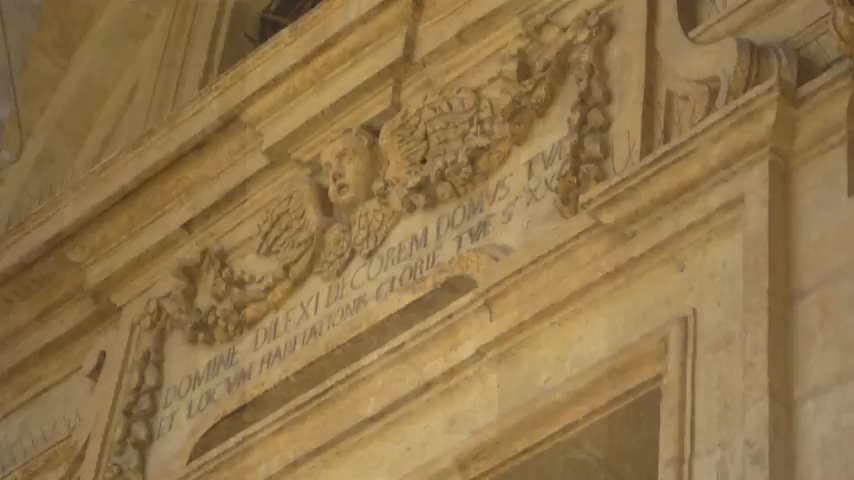 DOMINE DILEXI DECOREM DOMVS TVÆ
ET LOCVM HABITATIONIS GLORIÆ TVÆ